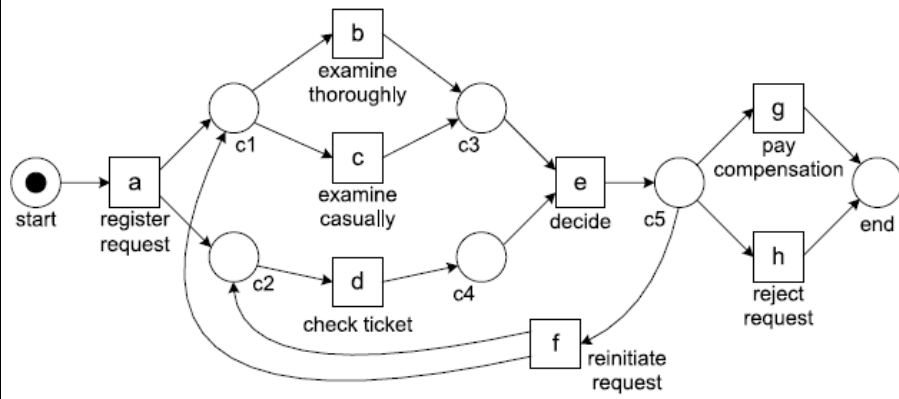 b
examine
thoroughly
g
pay
compensation
c1
c3
c
examine
casually
a
register
request
start
e
decide
c5
end
c2
d
check ticket
c4
h
reject
request
f
reinitiate
request